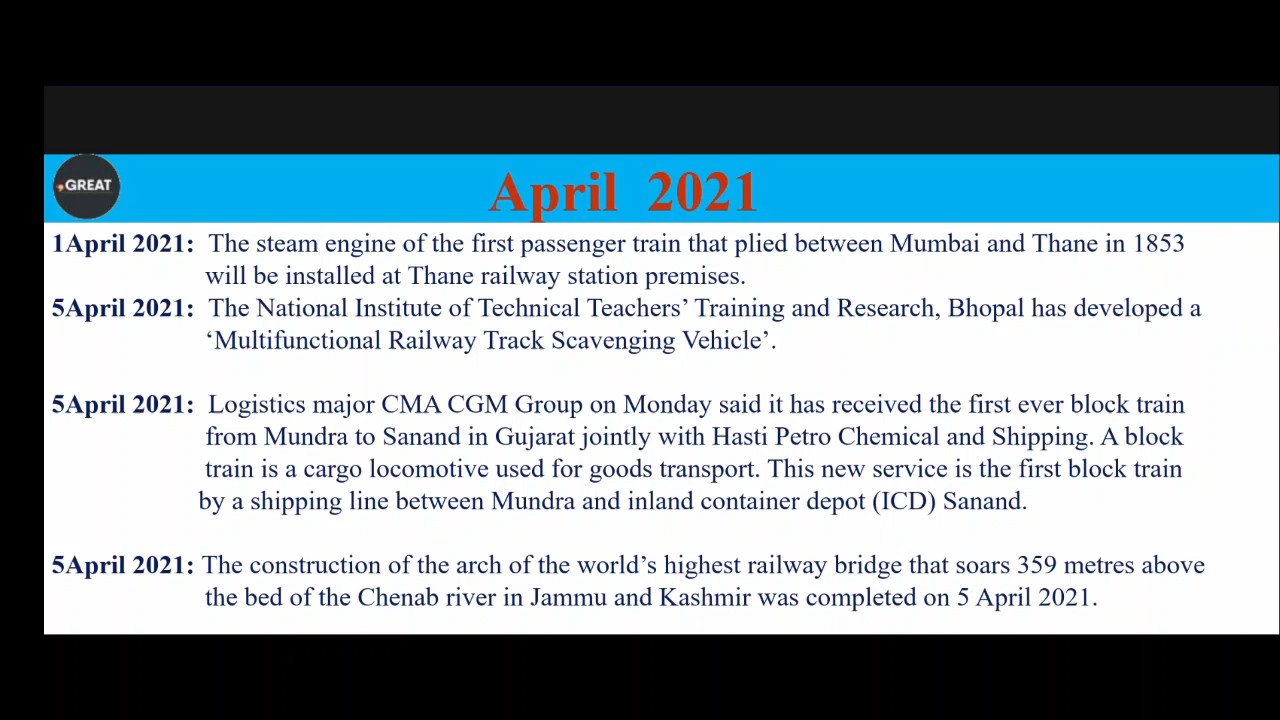 GREAT
April 2021
1April 2021: The steam engine of the first passenger train that plied between Mumbai and Thane in 1853
will be installed at Thane railway station premises.
5April 2021: The National Institute of Technical Teachers’ Training and Research, Bhopal has developed a
‘Multifunctional Railway Track Scavenging Vehicle’.
5April 2021: Logistics major CMA CGM Group on Monday said it has received the first ever block train
from Mundra to Sanand in Gujarat jointly with Hasti Petro Chemical and Shipping. A block
train is a cargo locomotive used for goods transport. This new service is the first block train
by a shipping line between Mundra and inland container depot (ICD) Sanand.
5April 2021: The construction of the arch of the world’s highest railway bridge that soars 359 metres above
the bed of the Chenab river in Jammu and Kashmir was completed on 5 April 2021.